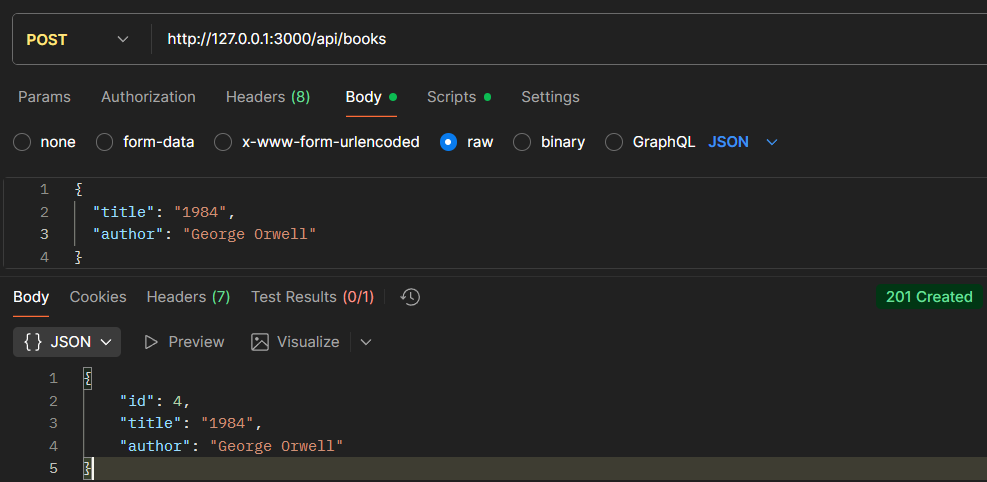 POST http://127.0.0.1:3000/api/books
Params Authorization Headers (8) Body Scripts Settings
none form-data x-www-form-urlencoded raw binary GraphQL JSON
1 {
2 "title": "1984",
3 "author": "George Orwell"
4 }
Body Cookies Headers (7) Test Results (0/1) 201 Created
{} JSON Preview Visualize
1 {
2 "id": 4,
3 "title": "1984",
4 "author": "George Orwell"
5 }